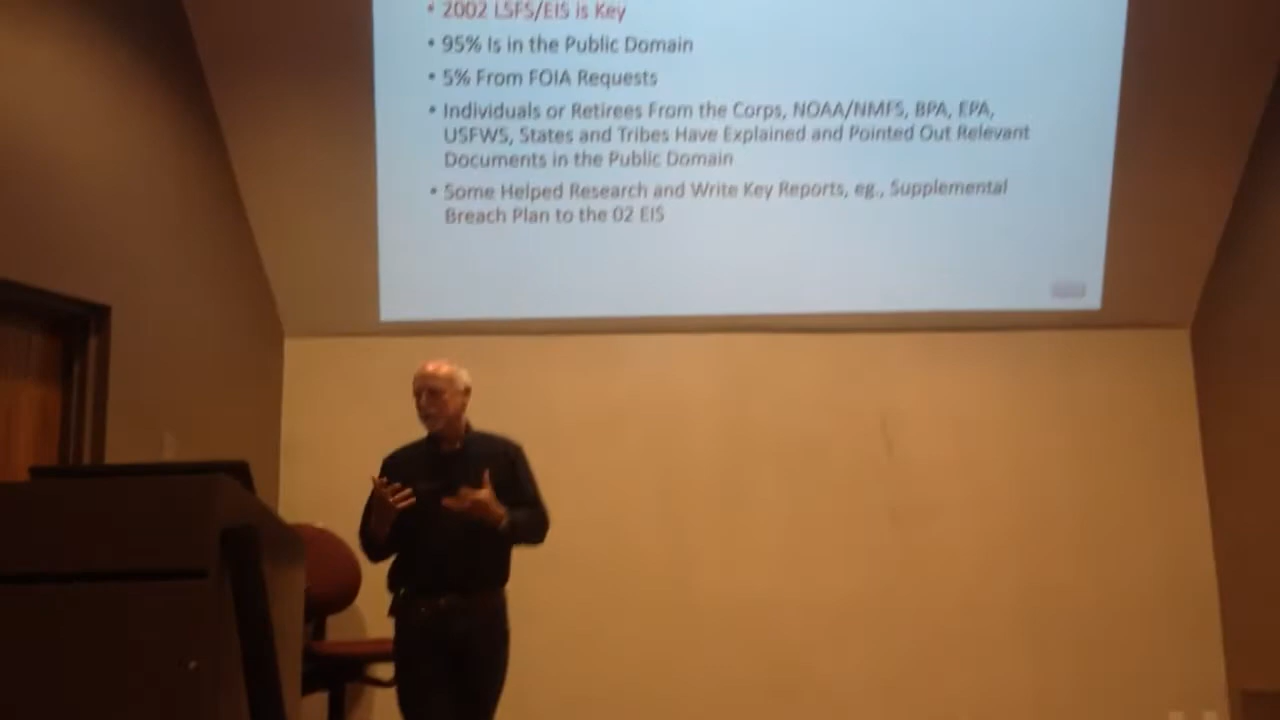 • 2002 LSFS/EIS is Key
• 95% Is in the Public Domain
• 5% From FOIA Requests
• Individuals or Retirees From the Corps, NOAA/NMFS, BPA, EPA,
USFWS, States and Tribes Have Explained and Pointed Out Relevant
Documents in the Public Domain
• Some Helped Research and Write Key Reports, eg., Supplemental
Breach Plan to the 02 EIS